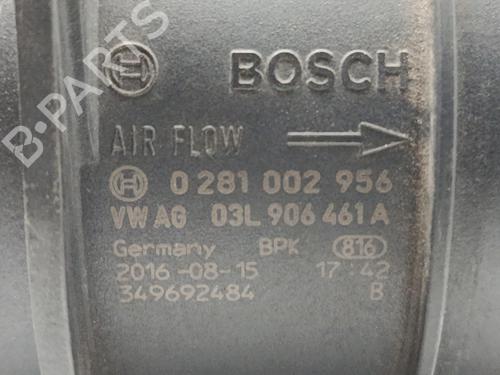 B-PARTS
BOSCH
AIR FLOW
0 281 002 956
VW AG 03L 906 461 A
Germany BPK 816
2016-08-15 17:42
349692484 B